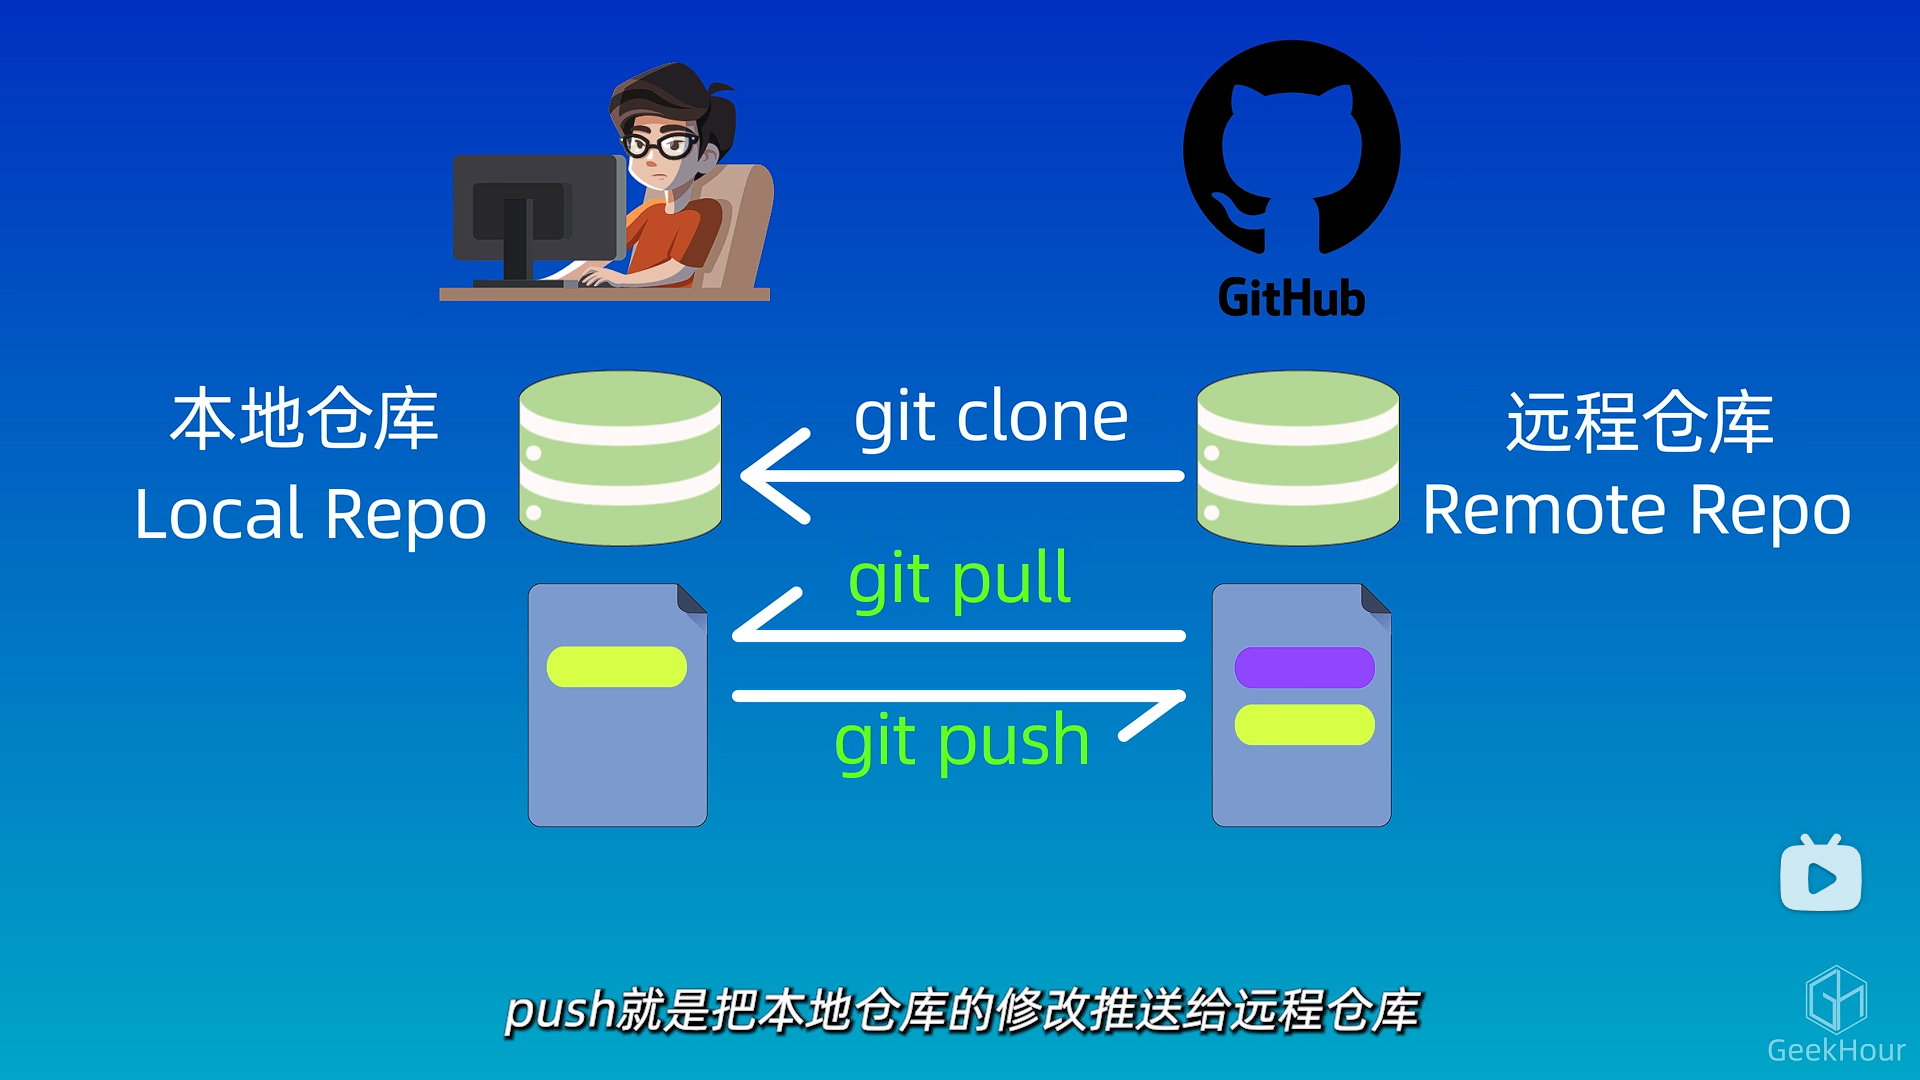 GitHub
本地仓库
Local Repo
git clone
远程仓库
Remote Repo
git pull
git push
push就是把本地仓库的修改推送给远程仓库
GeekHour